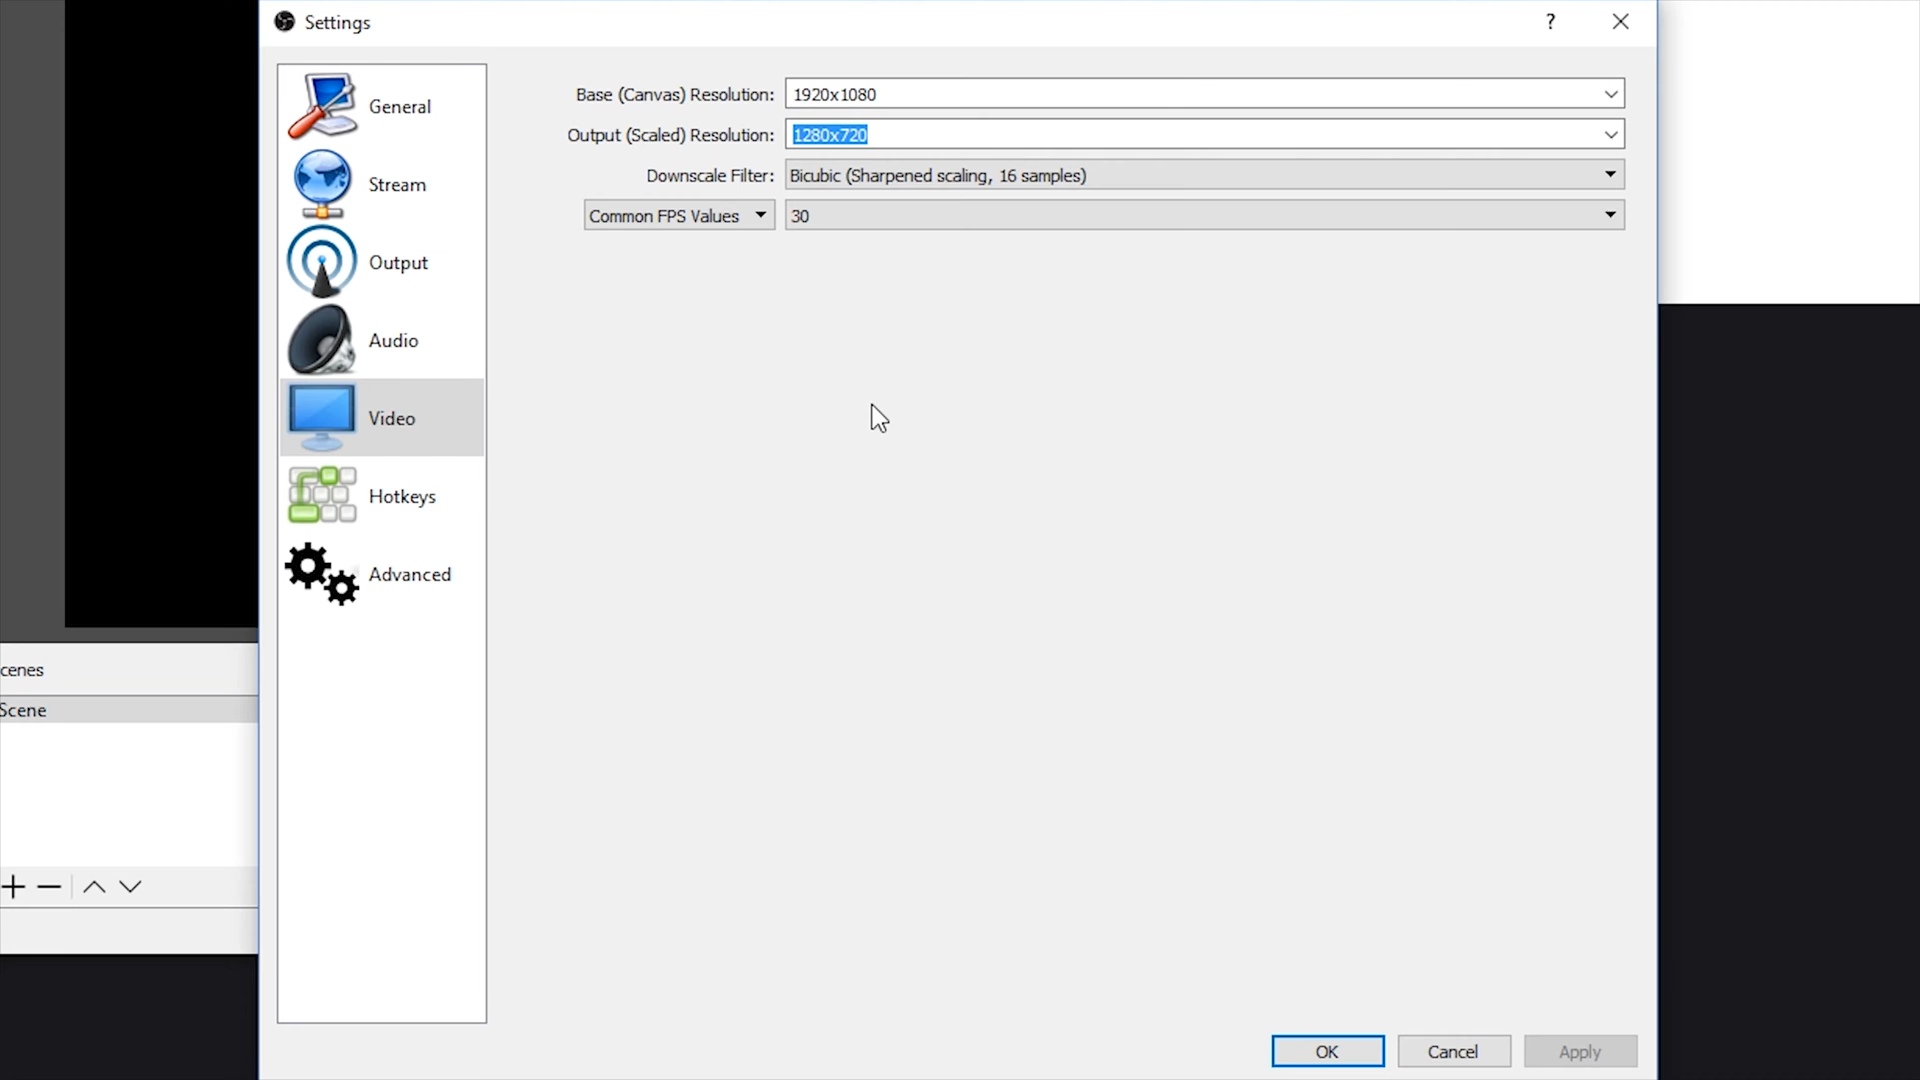 Settings
?
General
Stream
Output
Audio
Video
Hotkeys
Advanced
Base (Canvas) Resolution: 1920x1080
Output (Scaled) Resolution: 1280x720
Downscale Filter: Bicubic (Sharpened scaling, 16 samples)
Common FPS Values 30
cenes
Scene
OK Cancel Apply